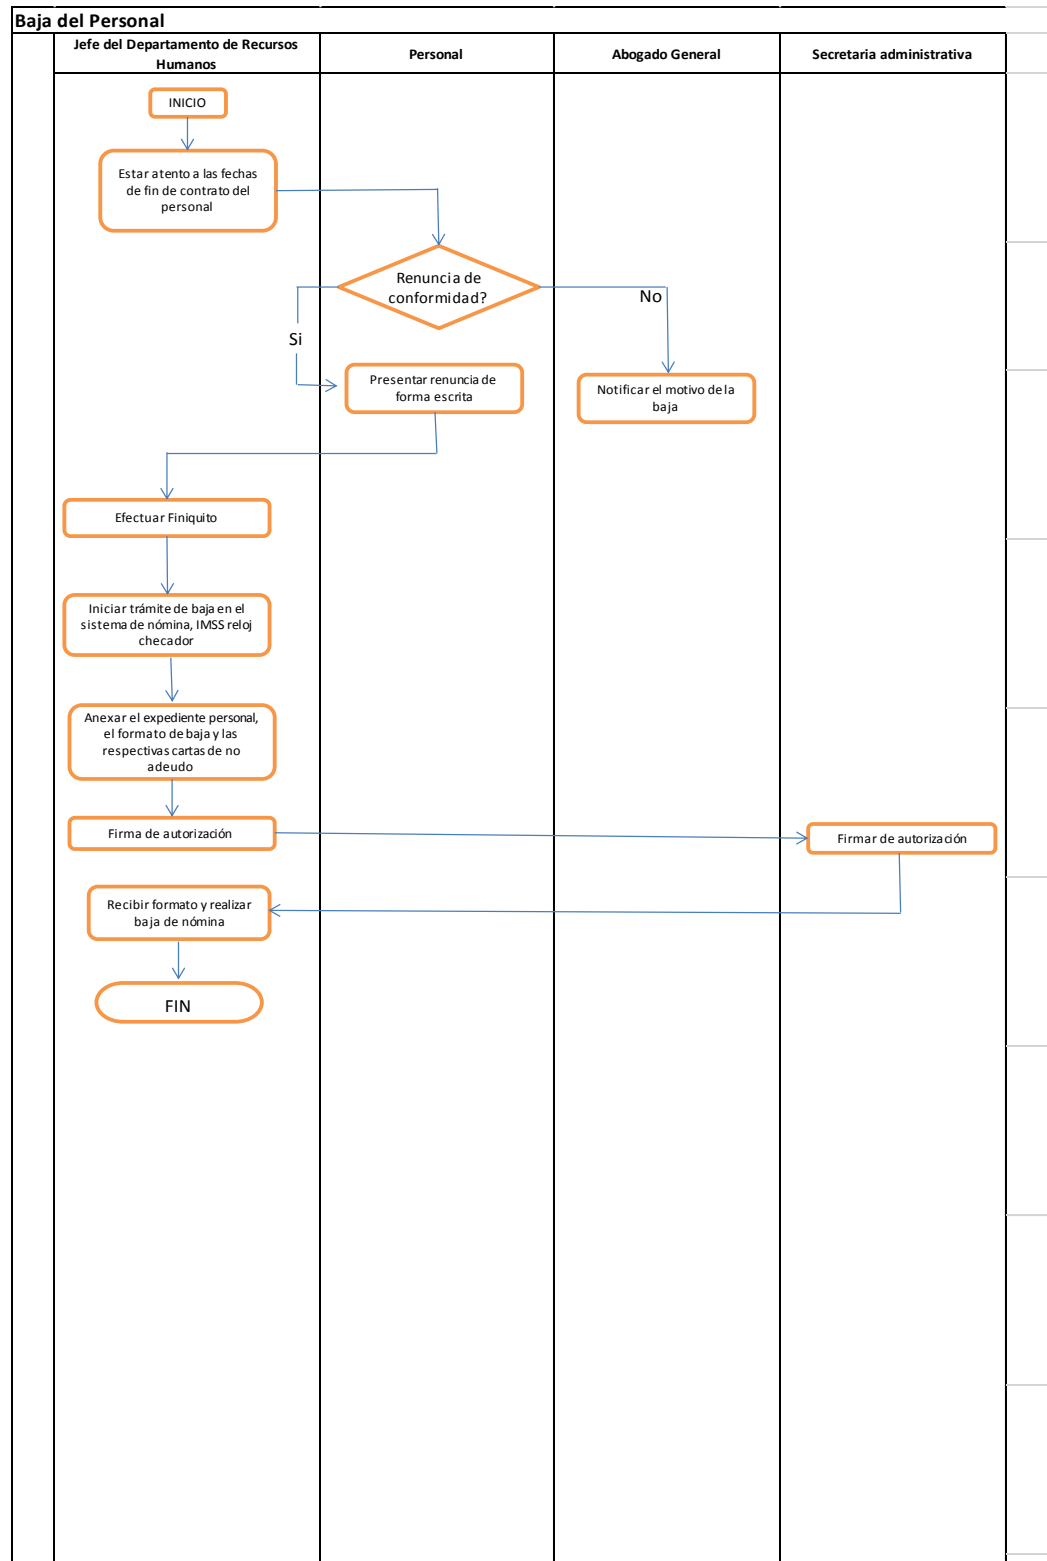 Baja del Personal
Jefe del Departamento de Recursos
Humanos
Personal
Abogado General
Secretaria administrativa
INICIO
Estar atento a las fechas
de fin de contrato del
personal
Renuncia de
conformidad?
No
Si
Presentar renuncia de
forma escrita
Notificar el motivo de la
baja
Efectuar Finiquito
Iniciar trámite de baja en el
sistema de nómina, IMSS reloj
checador
Anexar el expediente personal,
el formato de baja y las
respectivas cartas de no
adeudo
Firma de autorización
Firmar de autorización
Recibir formato y realizar
baja de nómina
FIN